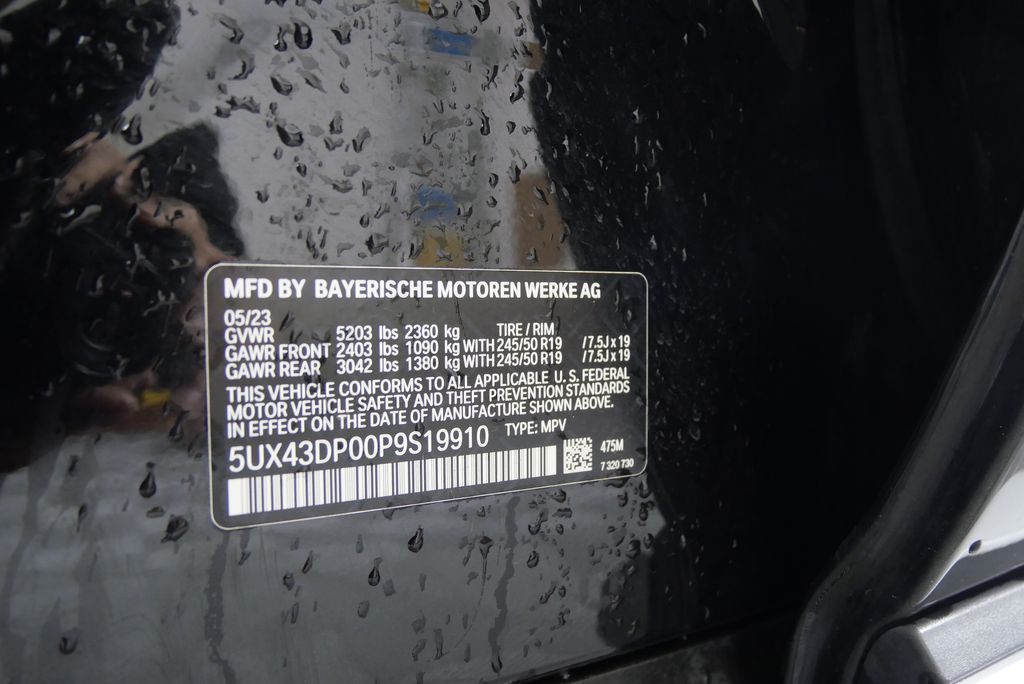 MFD BY BAYERISCHE MOTOREN WERKE AG
05/23
GVWR 5203 lbs 2360 kg TIRE / RIM
GAWR FRONT 2403 lbs 1090 kg WITH 245/50 R19 / 7.5J x 19
GAWR REAR 3042 lbs 1380 kg WITH 245/50 R19 / 7.5J x 19
THIS VEHICLE CONFORMS TO ALL APPLICABLE U. S. FEDERAL
MOTOR VEHICLE SAFETY AND THEFT PREVENTION STANDARDS
IN EFFECT ON THE DATE OF MANUFACTURE SHOWN ABOVE.
5UX43DP00P9S19910 TYPE: MPV
475M
7 320 730